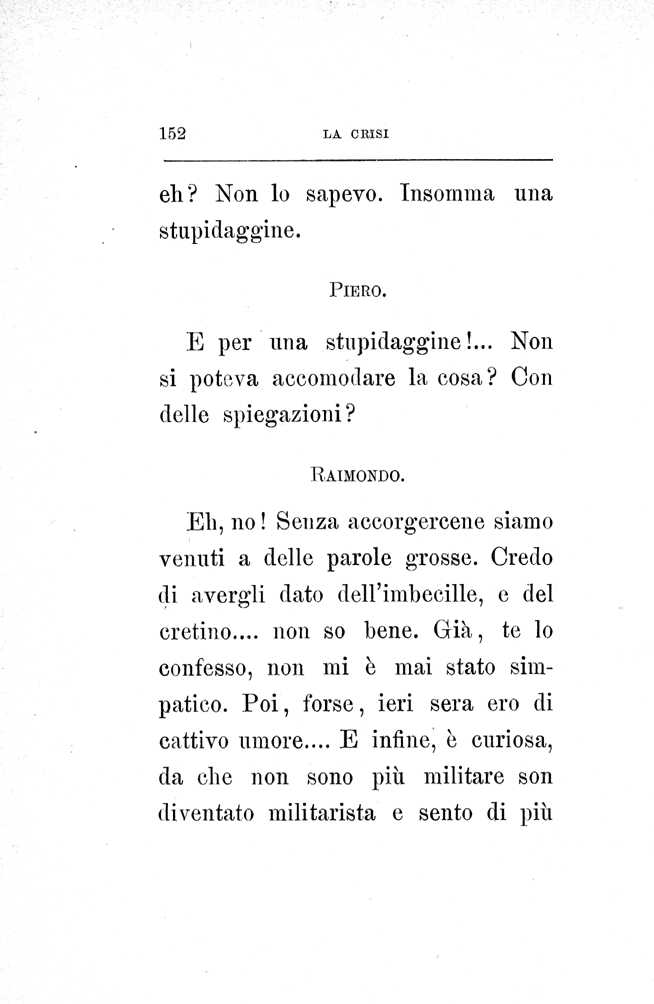 152 LA CRISI
eh? Non lo sapevo. Insomma una
stupidaggine.
PIERO.
E per una stupidaggine!... Non
si poteva accomodare la cosa? Con
delle spiegazioni?
RAIMONDO.
Eh, no! Senza accorgercene siamo
venuti a delle parole grosse. Credo
di avergli dato dell'imbecille, e del
cretino.... non so bene. Già, te lo
confesso, non mi è mai stato sim-
patico. Poi, forse, ieri sera ero di
cattivo umore.... E infine, è curiosa,
da che non sono più militare son
diventato militarista e sento di più